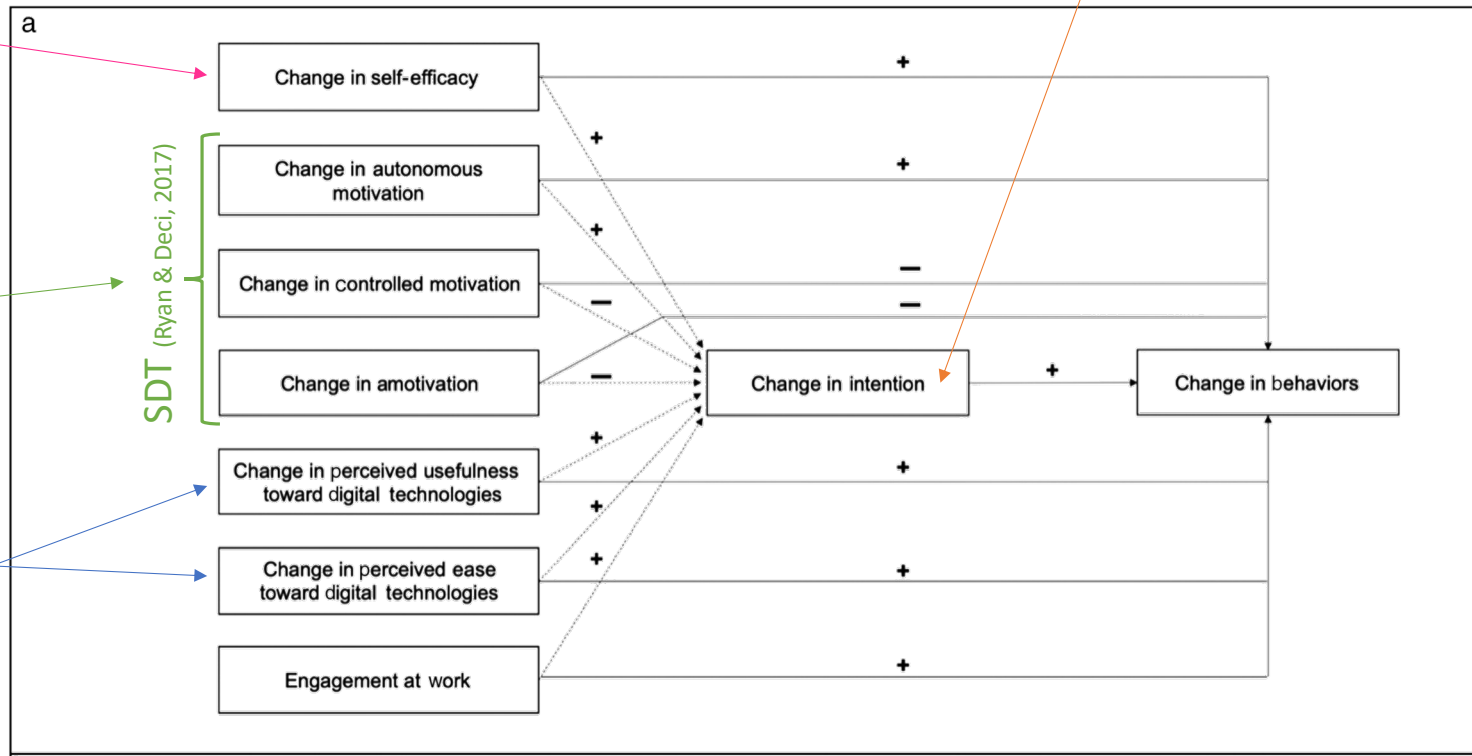 a
Change in self-efficacy
+
+
Change in autonomous
motivation
+
+
SDT (Ryan & Deci, 2017)
Change in controlled motivation
–
–
–
Change in amotivation
–
Change in intention
+
Change in behaviors
Change in perceived usefulness
toward digital technologies
+
+
+
Change in perceived ease
toward digital technologies
+
+
Engagement at work
+